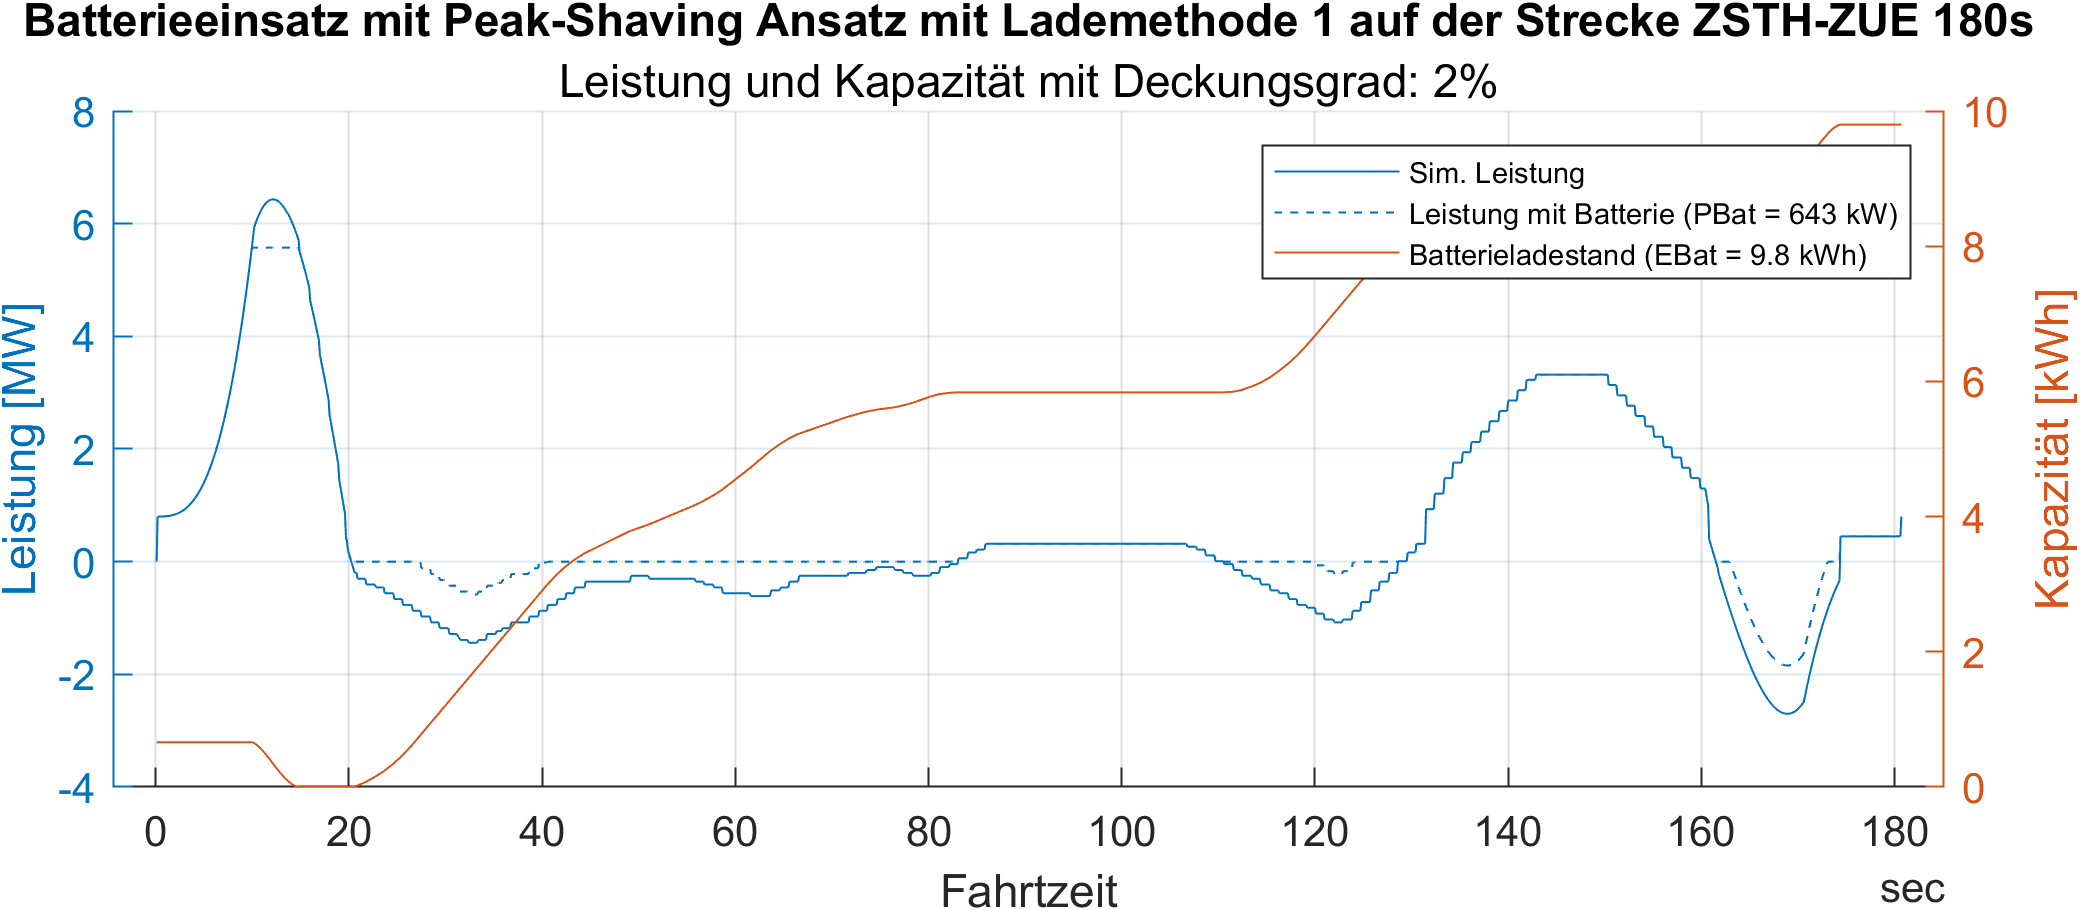 Batterieeinsatz mit Peak-Shaving Ansatz mit Lademethode 1 auf der Strecke ZSTH-ZUE 180s
Leistung und Kapazität mit Deckungsgrad: 2%
Leistung [MW]
8
6
4
2
0
-2
-4
Sim. Leistung
Leistung mit Batterie (PBat = 643 kW)
Batterieladestand (EBat = 9.8 kWh)
10
8
6
4
2
0
Kapazität [kWh]
0 20 40 60 80 100 120 140 160 180
Fahrtzeit sec